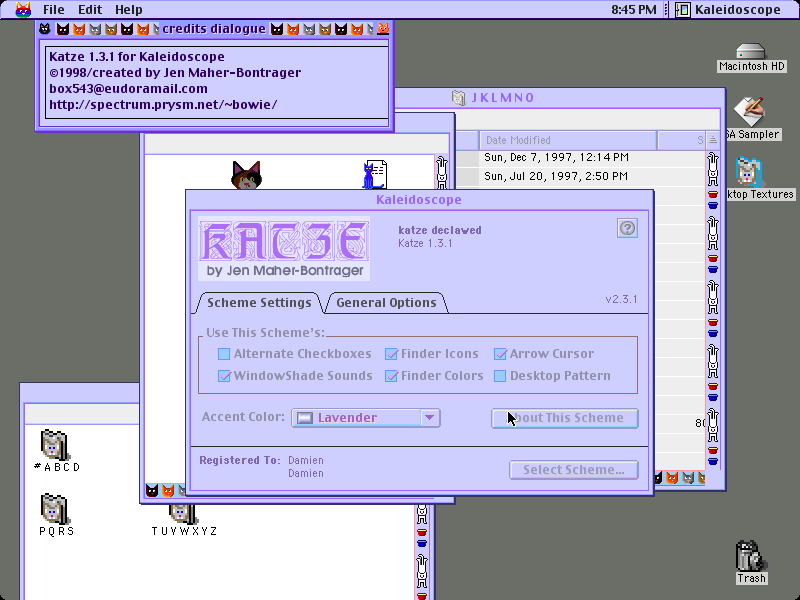 File Edit Help
8:45 PM
Kaleidoscope
credits dialogue
Katze 1.3.1 for Kaleidoscope
©1998/created by Jen Maher-Bontrager
box543@eudoramail.com
http://spectrum.prysm.net/~bowie/
Macintosh HD
JKLMNO
Date Modified
S
Sun, Dec 7, 1997, 12:14 PM
Sun, Jul 20, 1997, 2:50 PM
SA Sampler
ktop Textures
Kaleidoscope
KATZE
by Jen Maher-Bontrager
katze declawed
Katze 1.3.1
Scheme Settings
General Options
v2.3.1
Use This Scheme's:
Alternate Checkboxes
Finder Icons
Arrow Cursor
WindowShade Sounds
Finder Colors
Desktop Pattern
Accent Color:
Lavender
bout This Scheme
Registered To: Damien
Damien
Select Scheme...
#ABCD
PQRS
TUVWXYZ
Trash